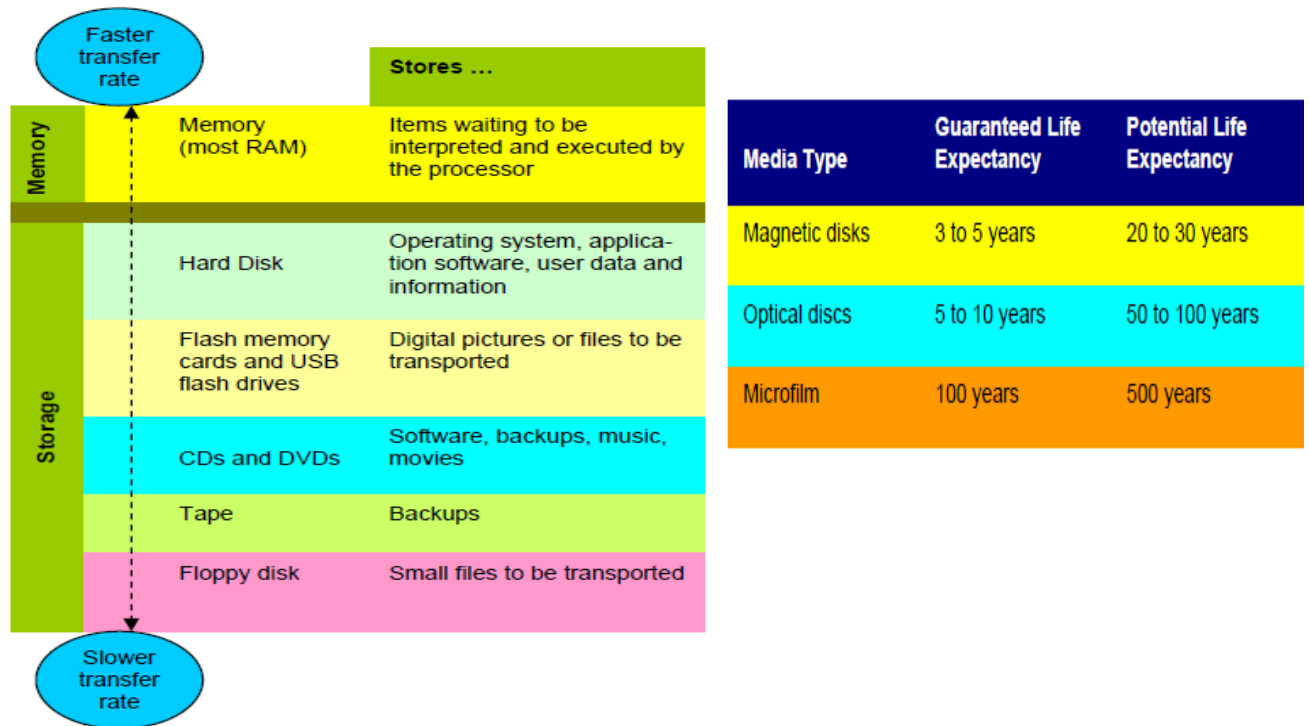 Faster
transfer
rate
Stores ...
Memory
Memory
(most RAM)
Items waiting to be
interpreted and executed by
the processor
Storage
Hard Disk
Operating system, applica-
tion software, user data and
information
Flash memory
cards and USB
flash drives
Digital pictures or files to be
transported
CDs and DVDs
Software, backups, music,
movies
Tape
Backups
Floppy disk
Small files to be transported
Slower
transfer
rate
Media Type
Guaranteed Life
Expectancy
Potential Life
Expectancy
Magnetic disks
3 to 5 years
20 to 30 years
Optical discs
5 to 10 years
50 to 100 years
Microfilm
100 years
500 years